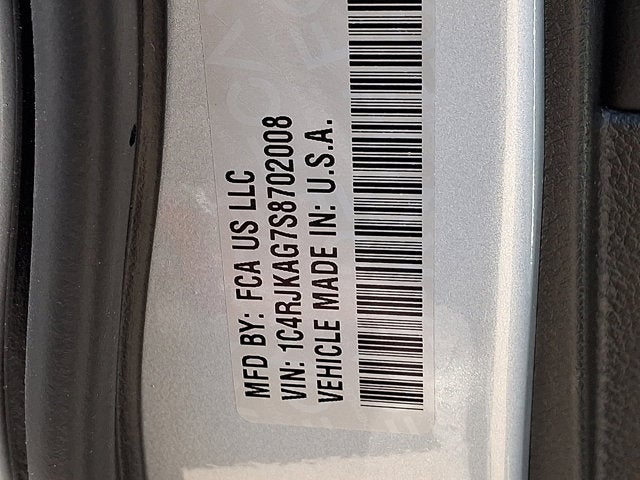 MFD BY: FCA US LLC
VIN: 1C4RJKAG7S8702008
VEHICLE MADE IN: U.S.A.